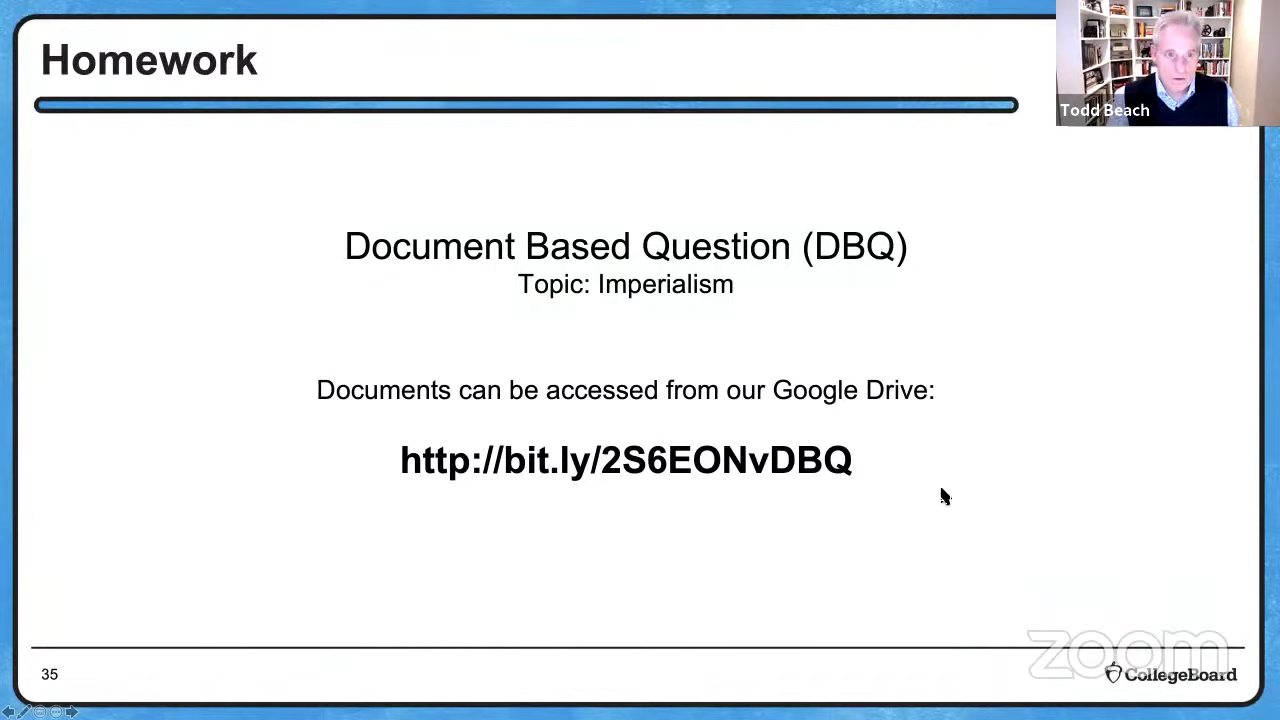 Homework
Todd Beach
Document Based Question (DBQ)
Topic: Imperialism
Documents can be accessed from our Google Drive:
http://bit.ly/2S6EONvDBQ
zoom
35
CollegeBoard